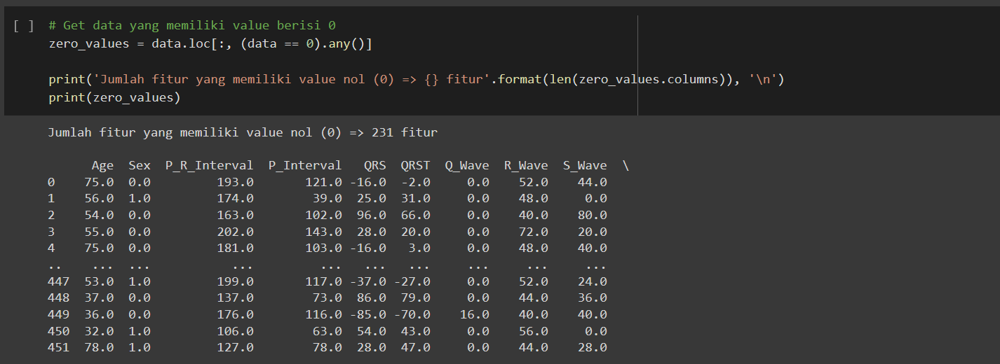 [ ] # Get data yang memiliki value berisi 0
zero_values = data.loc[:, (data == 0).any()]
print('Jumlah fitur yang memiliki value nol (0) => {} fitur'.format(len(zero_values.columns)), '\n')
print(zero_values)
Jumlah fitur yang memiliki value nol (0) => 231 fitur
Age Sex P_R_Interval P_Interval QRS QRST Q_Wave R_Wave S_Wave \
0 75.0 0.0 193.0 121.0 -16.0 -2.0 0.0 52.0 44.0
1 56.0 1.0 174.0 39.0 25.0 31.0 0.0 48.0 0.0
2 54.0 0.0 163.0 102.0 96.0 66.0 0.0 40.0 80.0
3 55.0 0.0 202.0 143.0 28.0 20.0 0.0 72.0 20.0
4 75.0 0.0 181.0 103.0 -16.0 3.0 0.0 48.0 40.0
.. ... ... ... ... ... ... ... ... ...
447 53.0 1.0 199.0 117.0 -37.0 -27.0 0.0 52.0 24.0
448 37.0 0.0 137.0 73.0 86.0 79.0 0.0 44.0 36.0
449 36.0 0.0 176.0 116.0 -85.0 -70.0 16.0 40.0 40.0
450 32.0 1.0 106.0 63.0 54.0 43.0 0.0 56.0 0.0
451 78.0 1.0 127.0 78.0 28.0 47.0 0.0 44.0 28.0